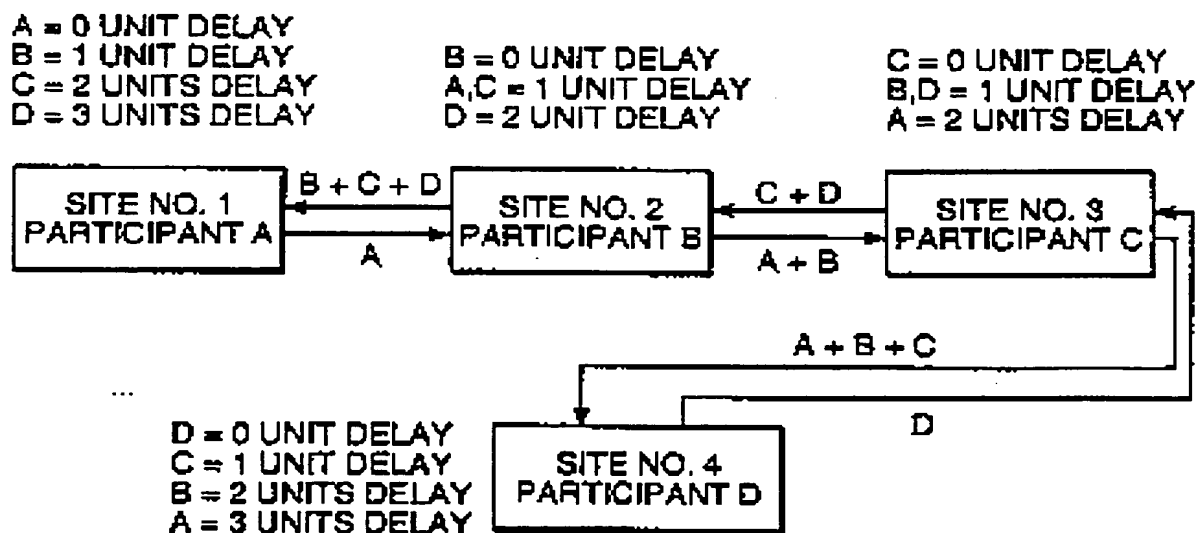 A = 0 UNIT DELAY
B = 1 UNIT DELAY
C = 2 UNITS DELAY
D = 3 UNITS DELAY
B = 0 UNIT DELAY
A,C = 1 UNIT DELAY
D = 2 UNIT DELAY
C = 0 UNIT DELAY
B,D = 1 UNIT DELAY
A = 2 UNITS DELAY
SITE NO. 1
PARTICIPANT A
B + C + D
A
SITE NO. 2
PARTICIPANT B
C + D
A + B
SITE NO. 3
PARTICIPANT C
A + B + C
D
...
D = 0 UNIT DELAY
C = 1 UNIT DELAY
B = 2 UNITS DELAY
A = 3 UNITS DELAY
SITE NO. 4
PARTICIPANT D